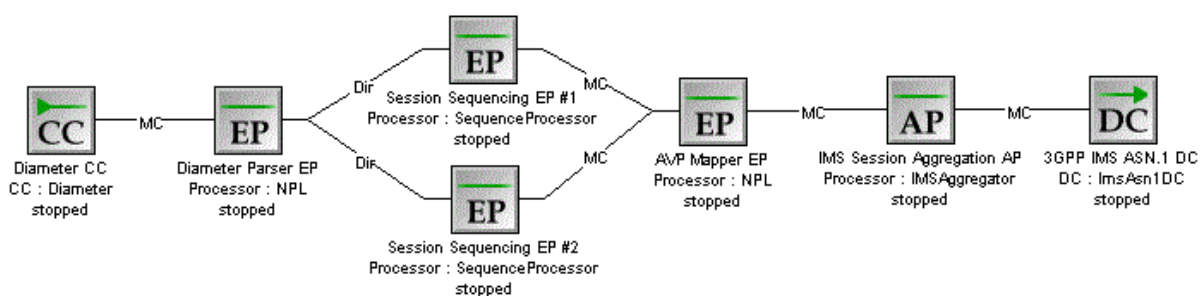 CC
Diameter CC
CC : Diameter
stopped
MC
EP
Diameter Parser EP
Processor : NPL
stopped
Dir
Dir
EP
Session Sequencing EP #1
Processor : SequenceProcessor
stopped
EP
Session Sequencing EP #2
Processor : SequenceProcessor
stopped
MC
MC
EP
AVP Mapper EP
Processor : NPL
stopped
MC
AP
IMS Session Aggregation AP
Processor : IMSAggregator
stopped
MC
DC
3GPP IMS ASN.1 DC
DC : ImsAsn1DC
stopped